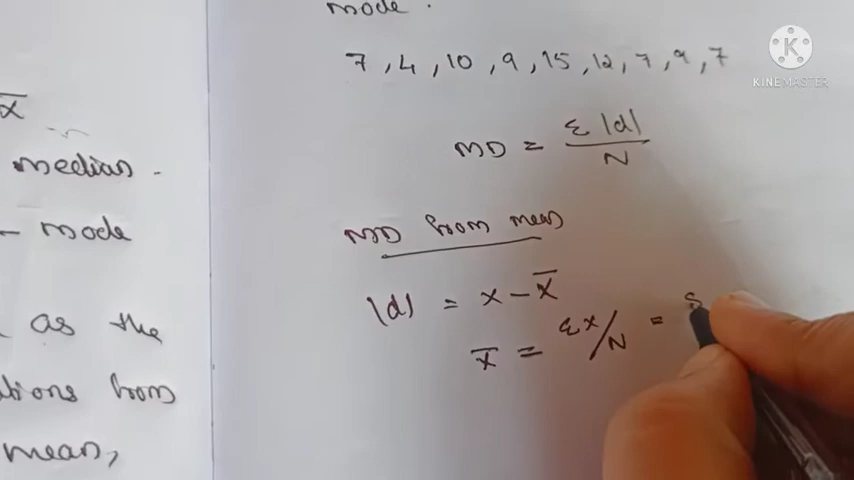 mode.
7, 4, 10, 9, 15, 12, 7, 9, 7
KINEMASTER
MD = Σ|d| / N
MD from mean
|d| = x - x̄
x̄ = Σx/N =
x̄
median.
- mode
as the
from
mean,